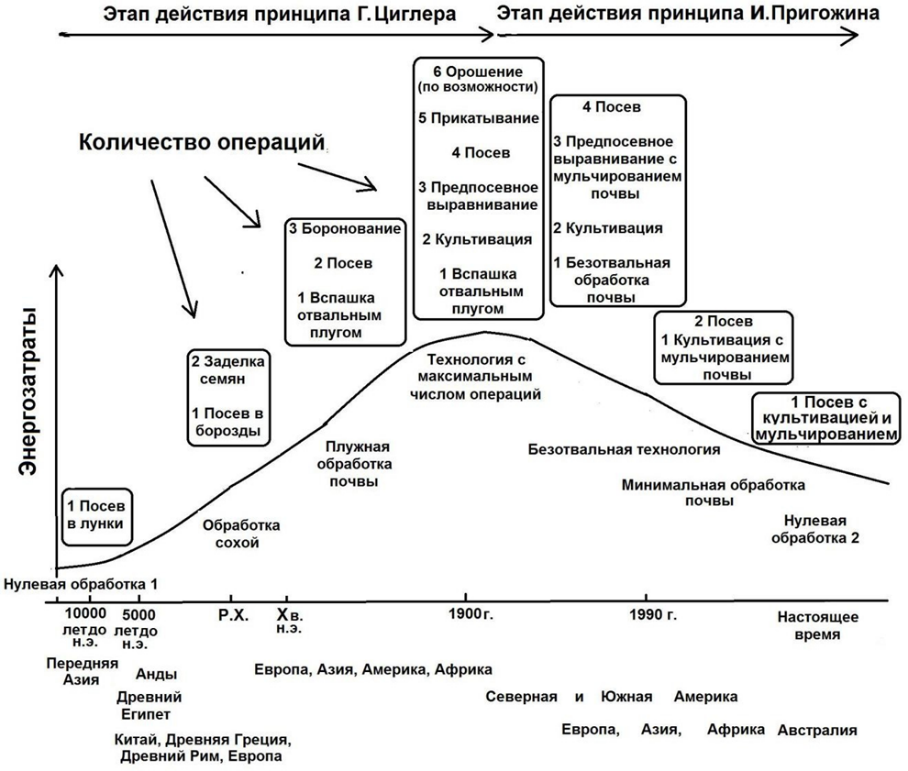 Этап действия принципа Г.Циглера
Этап действия принципа И.Пригожина
Количество операций
6 Орошение
(по возможности)
5 Прикатывание
4 Посев
3 Предпосевное
выравнивание
2 Культивация
1 Вспашка
отвальным
плугом
4 Посев
3 Предпосевное
выравнивание с
мульчированием
почвы
2 Культивация
1 Безотвальная
обработка
почвы
3 Боронование
2 Посев
1 Вспашка
отвальным
плугом
2 Заделка
семян
1 Посев в
борозды
1 Посев
в лунки
2 Посев
1 Культивация с
мульчированием
почвы
1 Посев с
культивацией и
мульчированием
Энергозатраты
Технология с
максимальным
числом операций
Плужная
обработка
почвы
Обработка
сохой
Нулевая обработка 1
Безотвальная технология
Минимальная обработка
почвы
Нулевая
обработка 2
10000
летдо
н.э.
5000
летдо
н.э.
Р.Х.
Xв.
н.э.
1900г.
1990г.
Настоящее
время
Передняя
Азия
Анды
Древний
Египет
Китай, Древняя Греция,
Древний Рим, Европа
Европа, Азия, Америка, Африка
Северная и Южная Америка
Европа, Азия, Африка Австралия